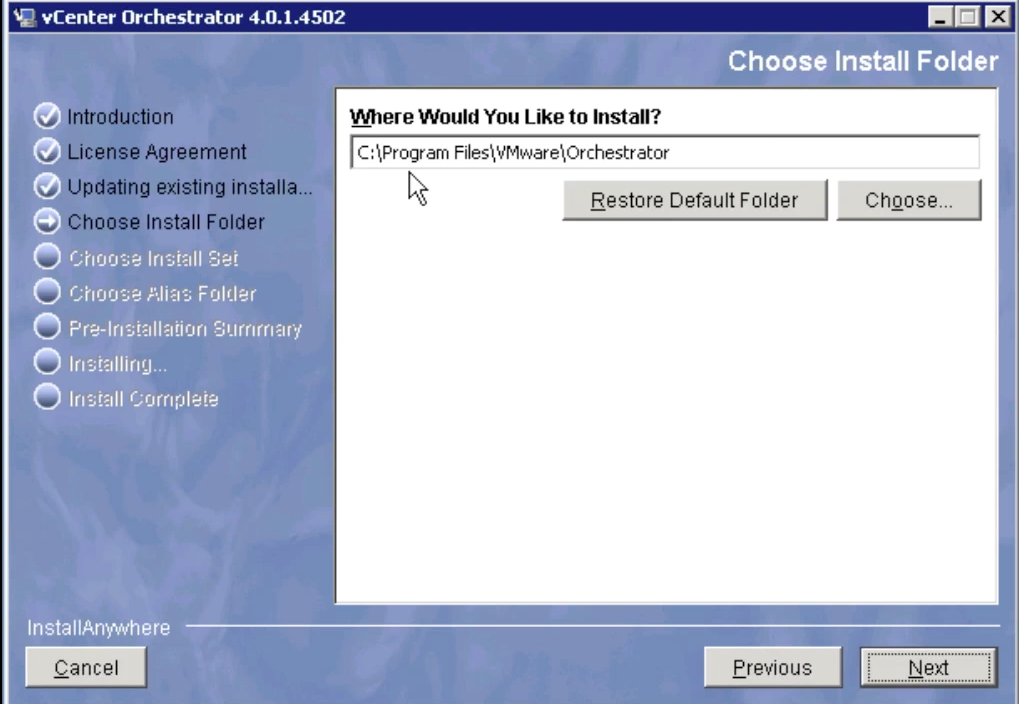 vCenter Orchestrator 4.0.1.4502
Choose Install Folder
Introduction
License Agreement
Updating existing installa...
Choose Install Folder
Choose Install Set
Choose Alias Folder
Pre-Installation Summary
Installing...
Install Complete
Where Would You Like to Install?
C:\Program Files\VMware\Orchestrator
Restore Default Folder
Choose...
InstallAnywhere
Cancel
Previous
Next